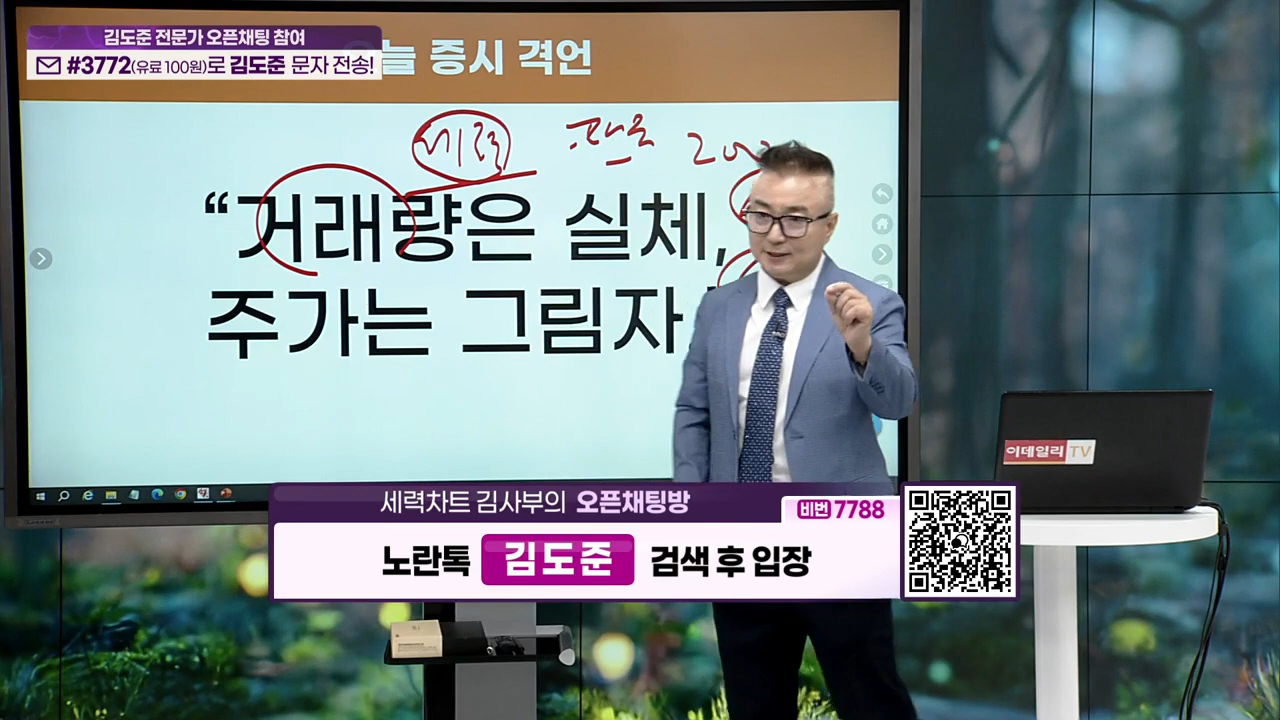 김도준 전문가 오픈채팅 참여
#3772(유료 100원)로 김도준 문자 전송!
늘 증시 격언
세력
“거래량은 실체,
주가는 그림자
이데일리 TV
세력차트 김사부의 오픈채팅방
비번 7788
노란톡 김도준 검색 후 입장